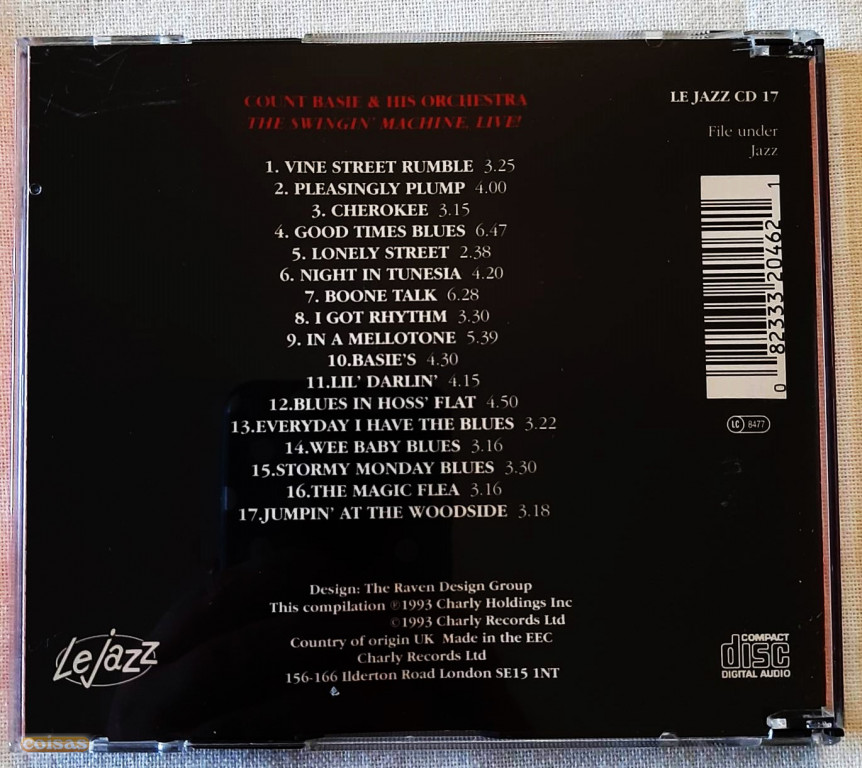 COUNT BASIE & HIS ORCHESTRA
THE SWINGIN' MACHINE, LIVE!
LE JAZZ CD 17
File under
Jazz
1. VINE STREET RUMBLE 3.25
2. PLEASINGLY PLUMP 4.00
3. CHEROKEE 3.15
4. GOOD TIMES BLUES 6.47
5. LONELY STREET 2.38
6. NIGHT IN TUNESIA 4.20
7. BOONE TALK 6.28
8. I GOT RHYTHM 3.30
9. IN A MELLOTONE 5.39
10.BASIE'S 4.30
11.LIL' DARLIN' 4.15
12.BLUES IN HOSS' FLAT 4.50
13.EVERYDAY I HAVE THE BLUES 3.22
14.WEE BABY BLUES 3.16
15.STORMY MONDAY BLUES 3.30
16.THE MAGIC FLEA 3.16
17.JUMPIN' AT THE WOODSIDE 3.18
0 82333 20462 1
LC 8477
Design: The Raven Design Group
This compilation ℗1993 Charly Holdings Inc
©1993 Charly Records Ltd
Country of origin UK Made in the EEC
Charly Records Ltd
156-166 Ilderton Road London SE15 1NT
Le Jazz
COMPACT
disc
DIGITAL AUDIO
coisas